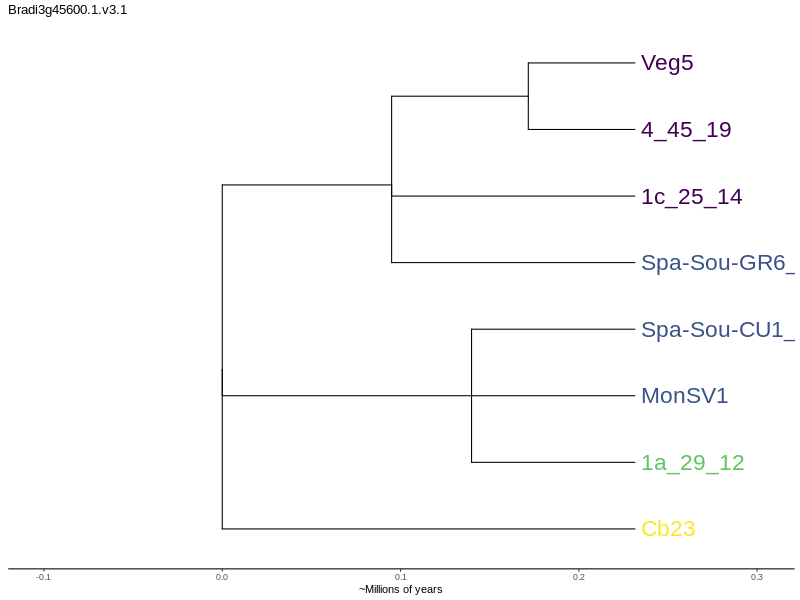 Bradi3g45600.1.v3.1
Veg5
4_45_19
1c_25_14
Spa-Sou-GR6_
Spa-Sou-CU1_
MonSV1
1a_29_12
Cb23
-0.1 0.0 0.1 0.2 0.3
~Millions of years